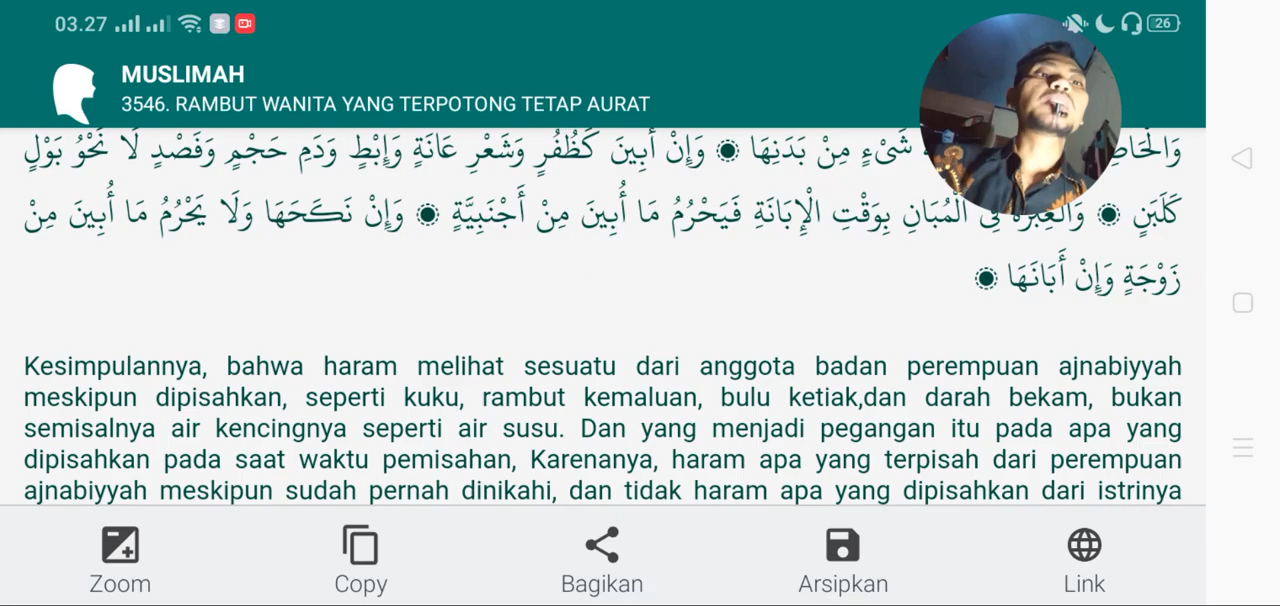 03.27
26
MUSLIMAH
3546. RAMBUT WANITA YANG TERPOTONG TETAP AURAT
شَىْءٍ مِنْ بَدَنِهَا ۞ وَإِنْ أُبِينَ كَظُفُرٍ وَشَعْرِ عَانَةٍ وَإِبْطٍ وَدَمِ حَجْمٍ وَفَصْدٍ لَا نَحْوُ بَوْلٍ
كَلَبَنٍ ۞ وَالْعِبْرَةُ فِى الْمُبَانِ بِوَقْتِ الْإِبَانَةِ فَيَحْرُمُ مَا أُبِينَ مِنْ أَجْنَبِيَّةٍ ۞ وَإِنْ نَكَحَهَا وَلَا يَحْرُمُ مَا أُبِينَ مِنْ
زَوْجَةٍ وَإِنْ أَبَانَهَا ۞
Kesimpulannya, bahwa haram melihat sesuatu dari anggota badan perempuan ajnabiyyah
meskipun dipisahkan, seperti kuku, rambut kemaluan, bulu ketiak,dan darah bekam, bukan
semisalnya air kencingnya seperti air susu. Dan yang menjadi pegangan itu pada apa yang
dipisahkan pada saat waktu pemisahan, Karenanya, haram apa yang terpisah dari perempuan
ajnabiyyah meskipun sudah pernah dinikahi, dan tidak haram apa yang dipisahkan dari istrinya
Zoom
Copy
Bagikan
Arsipkan
Link